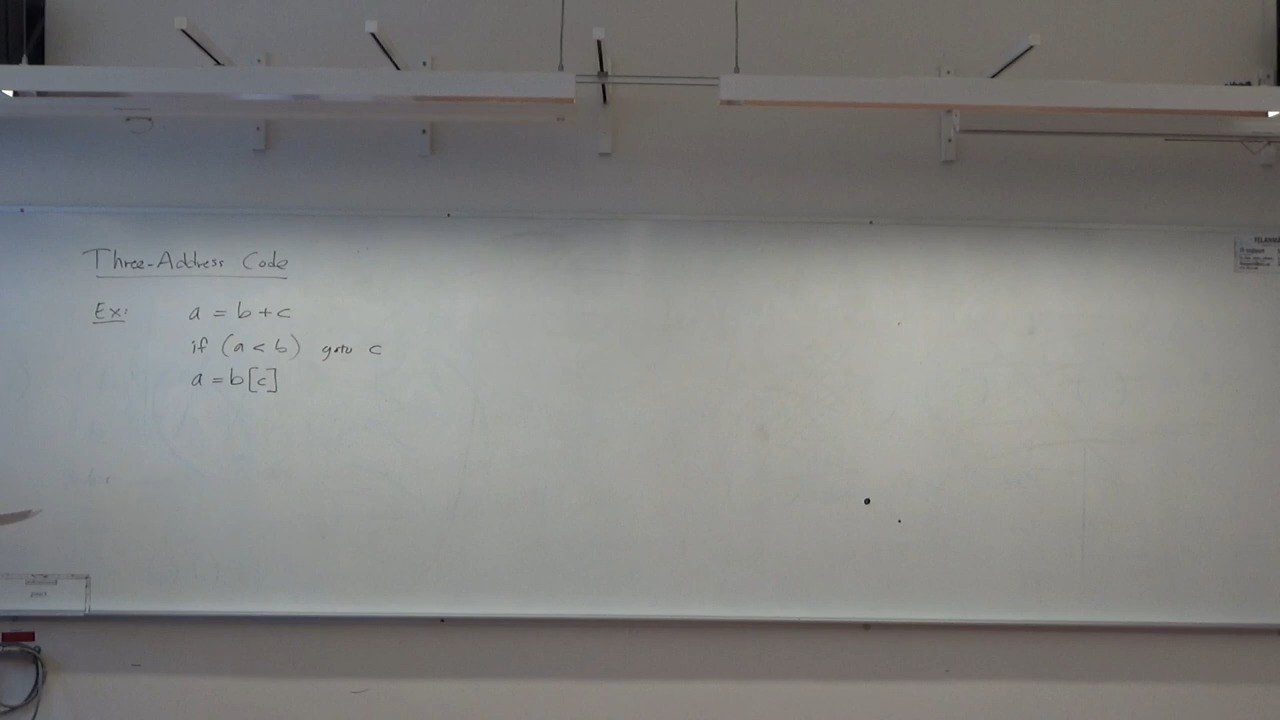 Three-Address Code
Ex: a = b + c
if (a < b) goto c
a = b[c]